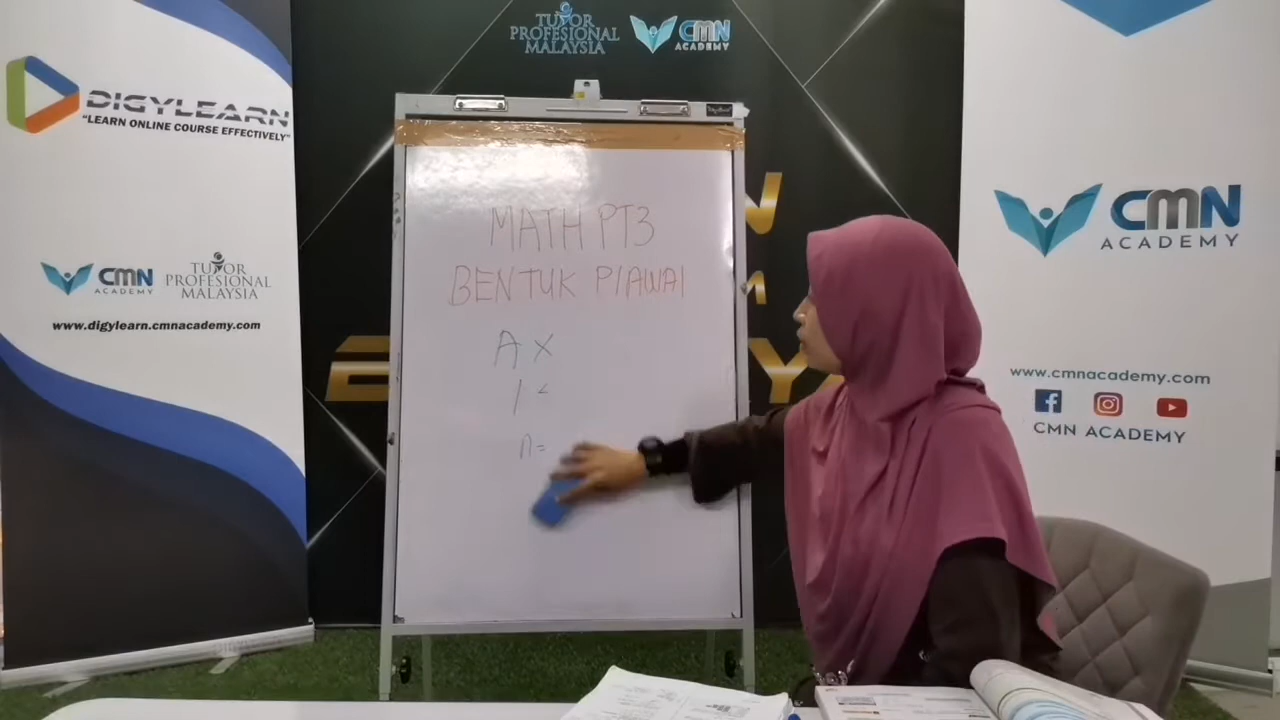 TUTOR
PROFESIONAL
MALAYSIA
CMN
ACADEMY
DIGYLEARN
"LEARN ONLINE COURSE EFFECTIVELY"
CMN
ACADEMY
TUTOR
PROFESIONAL
MALAYSIA
www.digylearn.cmnacademy.com
MATH PT3
BENTUK PIAWAI
A X
1 <
n =
CMN
ACADEMY
www.cmnacademy.com
CMN ACADEMY